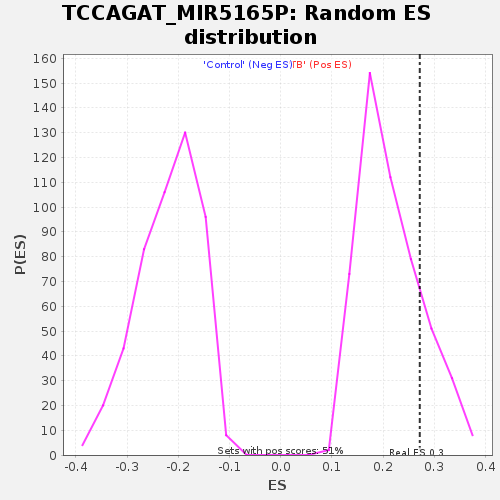 TCCAGAT_MIR5165P: Random ES
distribution
'Control' (Neg ES)
'TB' (Pos ES)
160
150
140
130
120
110
100
90
80
70
60
50
40
30
20
10
0
P(ES)
Sets with pos scores: 51%
Real ES 0.3
-0.4 -0.3 -0.2 -0.1 0.0 0.1 0.2 0.3 0.4
ES